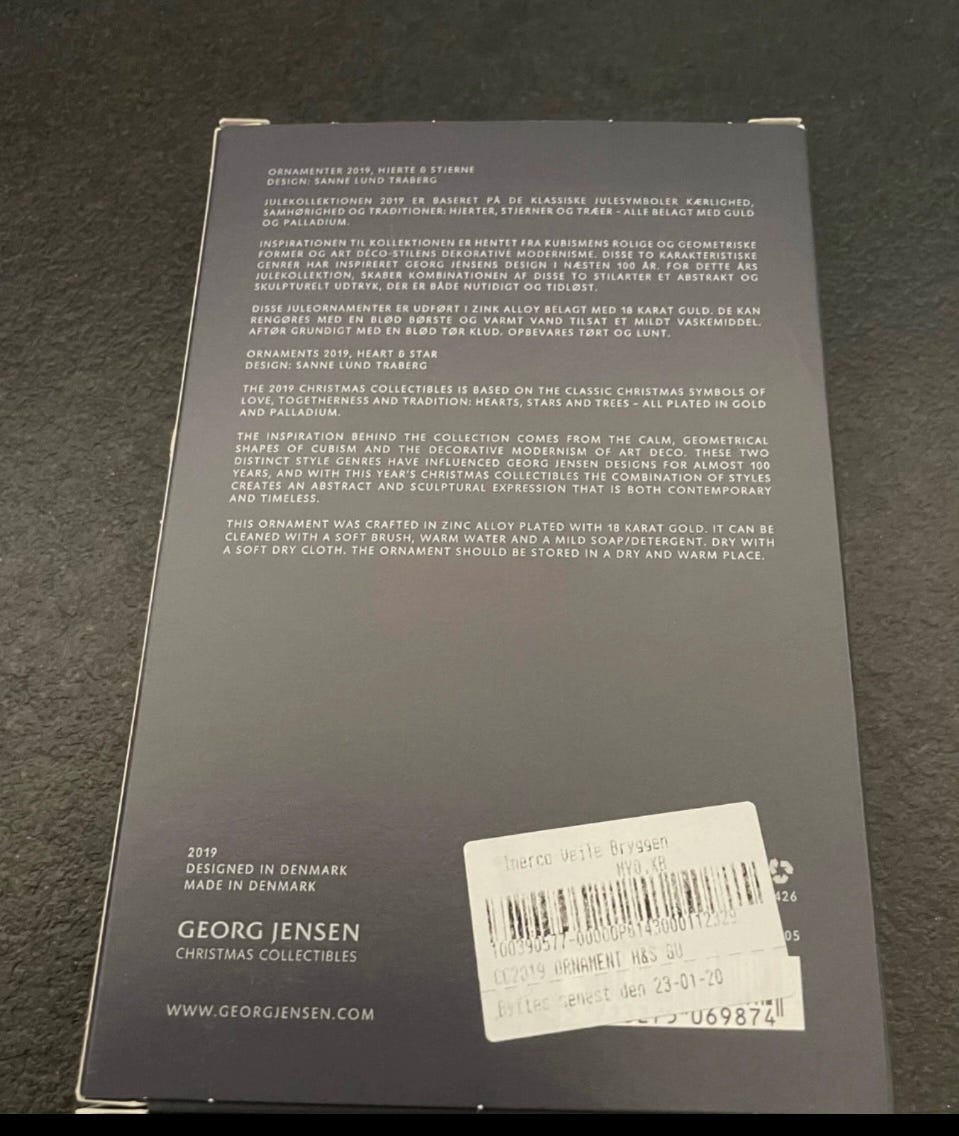 ORNAMENTER 2019, HJERTE & STJERNE
DESIGN: SANNE LUND TRABERG
JULEKOLLEKTIONEN 2019 ER BASERET PÅ DE KLASSISKE JULESYMBOLER KÆRLIGHED,
SAMHØRIGHED OG TRADITIONER: HJERTER, STJERNER OG TRÆER – ALLE BELAGT MED GULD
OG PALLADIUM.
INSPIRATIONEN TIL KOLLEKTIONEN ER HENTET FRA KUBISMENS ROLIGE OG GEOMETRISKE
FORMER OG ART DECO-STILENS DEKORATIVE MODERNISME. DISSE TO KARAKTERISTISKE
GENRER HAR INSPIRERET GEORG JENSENS DESIGN I NÆSTEN 100 ÅR. FOR DETTE ÅRS
JULEKOLLEKTION, SKABER KOMBINATIONEN AF DISSE TO STILARTER ET ABSTRAKT OG
SKULPTURELT UDTRYK, DER ER BÅDE NUTIDIGT OG TIDLØST.
DISSE JULEORNAMENTER ER UDFØRT I ZINK ALLOY BELAGT MED 18 KARAT GULD. DE KAN
RENGØRES MED EN BLØD BØRSTE OG VARMT VAND TILSAT ET MILDT VASKEMIDDEL.
AFTØR GRUNDIGT MED EN BLØD TØR KLUD. OPBEVARES TØRT OG LUNT.
ORNAMENTS 2019, HEART & STAR
DESIGN: SANNE LUND TRABERG
THE 2019 CHRISTMAS COLLECTIBLES IS BASED ON THE CLASSIC CHRISTMAS SYMBOLS OF
LOVE, TOGETHERNESS AND TRADITION: HEARTS, STARS AND TREES – ALL PLATED IN GOLD
AND PALLADIUM.
THE INSPIRATION BEHIND THE COLLECTION COMES FROM THE CALM, GEOMETRICAL
SHAPES OF CUBISM AND THE DECORATIVE MODERNISM OF ART DECO. THESE TWO
DISTINCT STYLE GENRES HAVE INFLUENCED GEORG JENSEN DESIGNS FOR ALMOST 100
YEARS, AND WITH THIS YEAR'S CHRISTMAS COLLECTIBLES THE COMBINATION OF STYLES
CREATES AN ABSTRACT AND SCULPTURAL EXPRESSION THAT IS BOTH CONTEMPORARY
AND TIMELESS.
THIS ORNAMENT WAS CRAFTED IN ZINC ALLOY PLATED WITH 18 KARAT GOLD. IT CAN BE
CLEANED WITH A SOFT BRUSH, WARM WATER AND A MILD SOAP/DETERGENT. DRY WITH
A SOFT DRY CLOTH. THE ORNAMENT SHOULD BE STORED IN A DRY AND WARM PLACE.
2019
DESIGNED IN DENMARK
MADE IN DENMARK
GEORG JENSEN
CHRISTMAS COLLECTIBLES
WWW.GEORGJENSEN.COM
Imerco Vejle Bryggen
CC2019 ORNAMENT H&S GU
Byttes senest den 23-01-20
426
05
069874